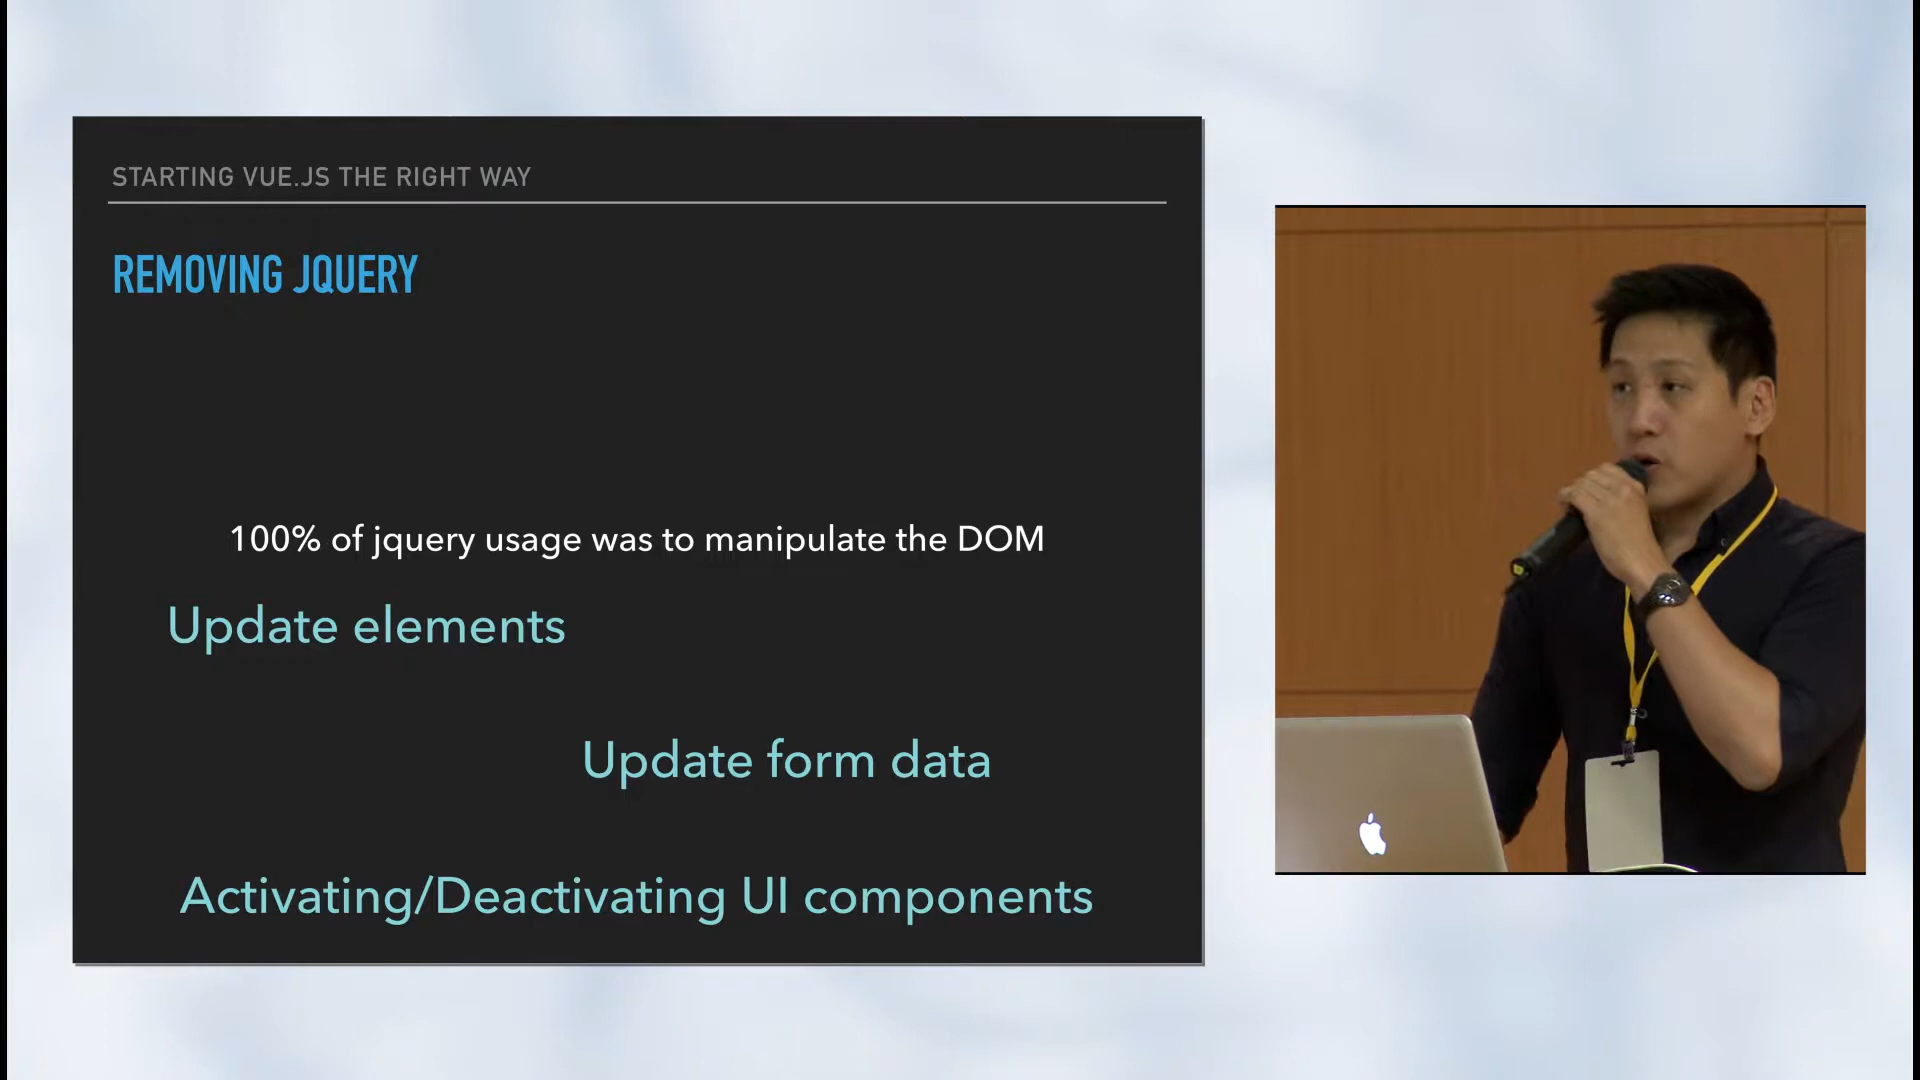 STARTING VUE.JS THE RIGHT WAY
REMOVING JQUERY
100% of jquery usage was to manipulate the DOM
Update elements
Update form data
Activating/Deactivating UI components